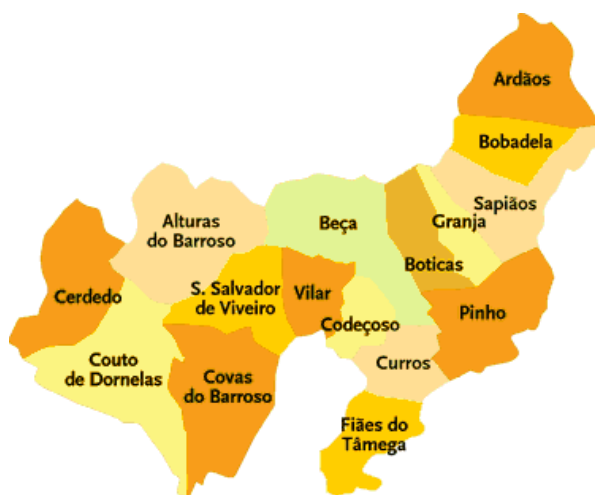 Ardãos
Bobadela
Sapiãos
Granja
Alturas
do Barroso
Beça
Boticas
Cerdedo
S. Salvador
de Viveiro
Vilar
Codeçoso
Pinho
Couto
de Dornelas
Covas
do Barroso
Curros
Fiães do
Tâmega